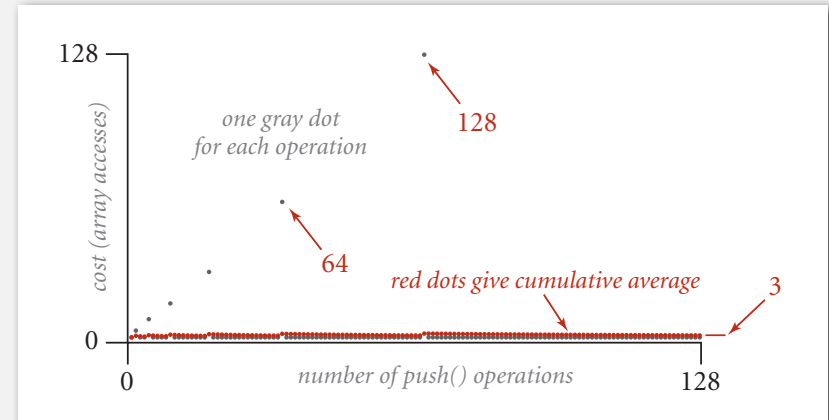 128
one gray dot
for each operation
128
cost (array accesses)
64
red dots give cumulative average
3
0
0
number of push() operations
128